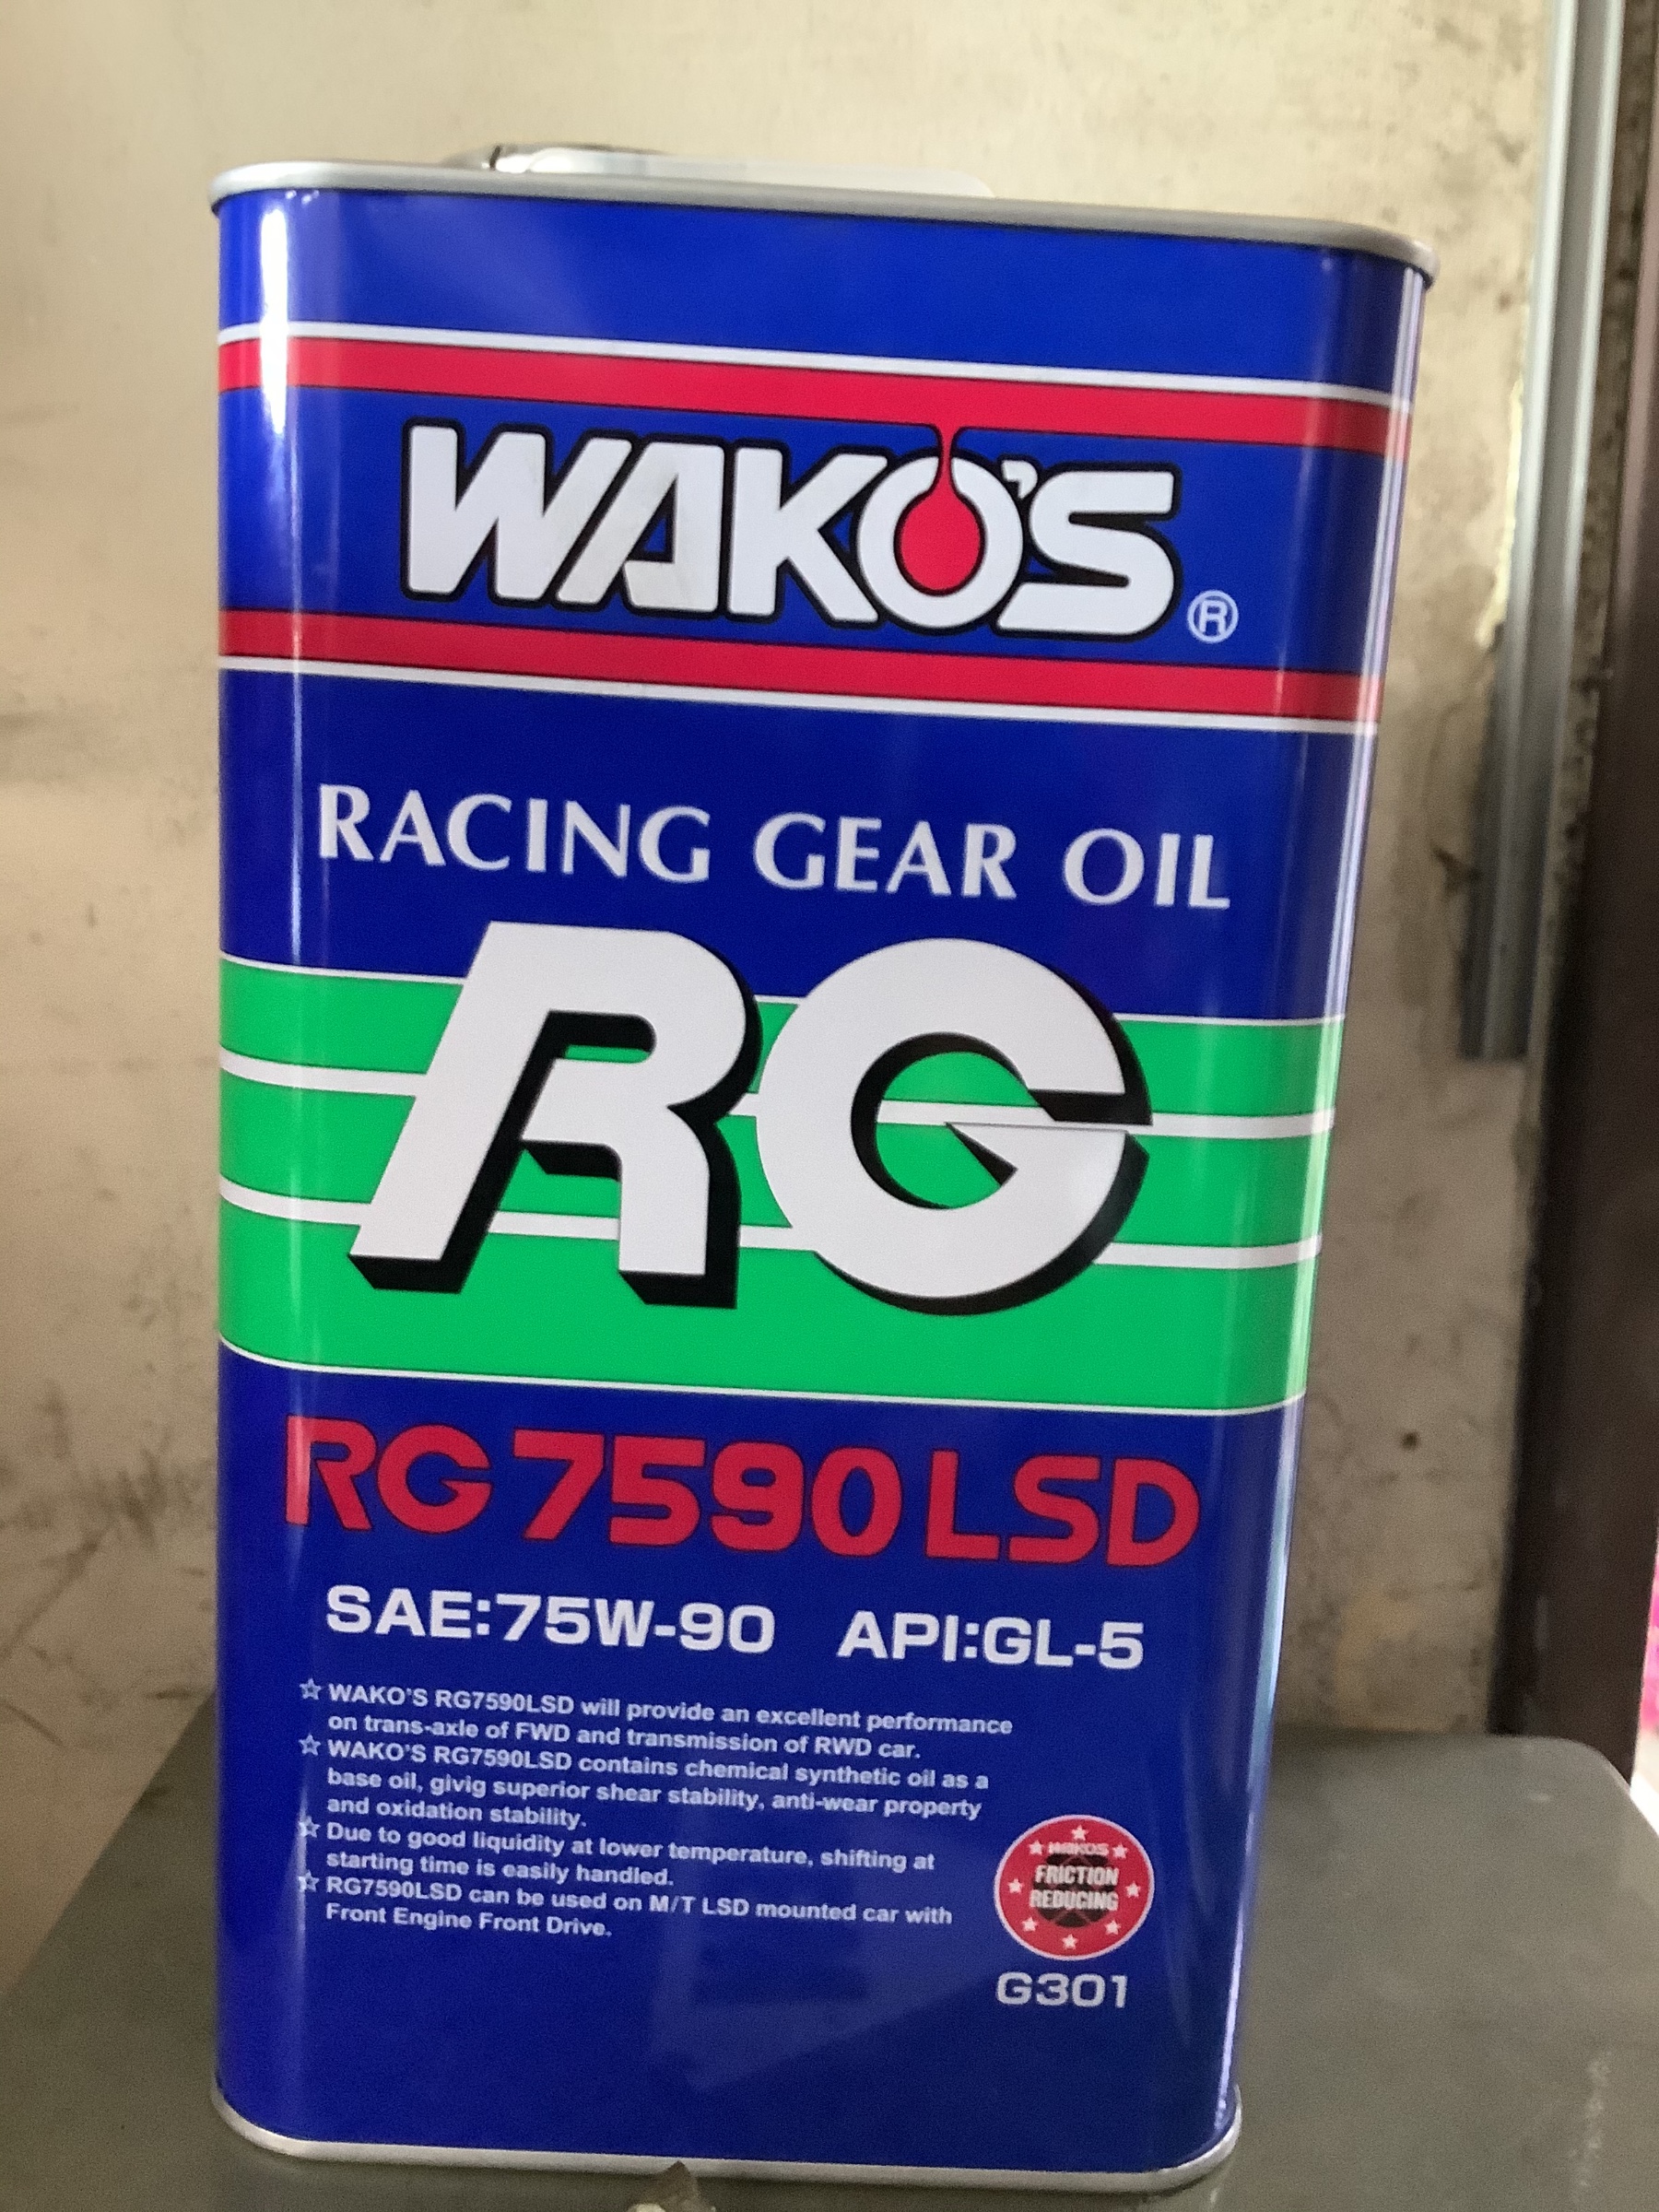 WAKO'S ®
RACING GEAR OIL
RG
RG 7590 LSD
SAE:75W-90 API:GL-5
☆ WAKO'S RG7590LSD will provide an excellent performance
on trans-axle of FWD and transmission of RWD car.
☆ WAKO'S RG7590LSD contains chemical synthetic oil as a
base oil, givig superior shear stability, anti-wear property
and oxidation stability.
☆ Due to good liquidity at lower temperature, shifting at
starting time is easily handled.
☆ RG7590LSD can be used on M/T LSD mounted car with
Front Engine Front Drive.
WAKO'S
FRICTION
REDUCING
G301